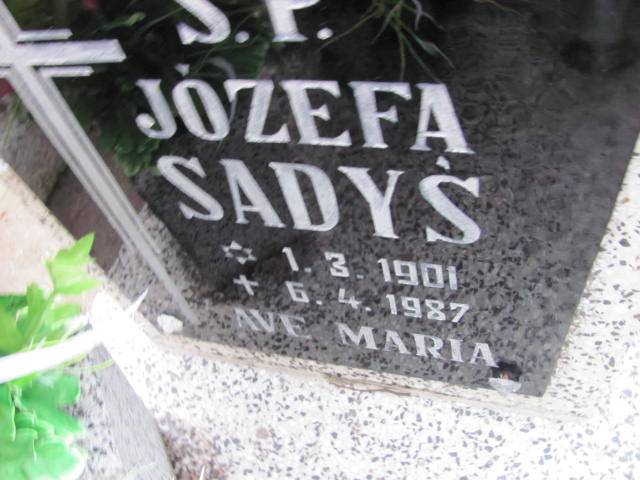 Ś.P.
JÓZEFA
SADYŚ
✡ 1.3.1901
+ 6.4.1987
AVE MARIA